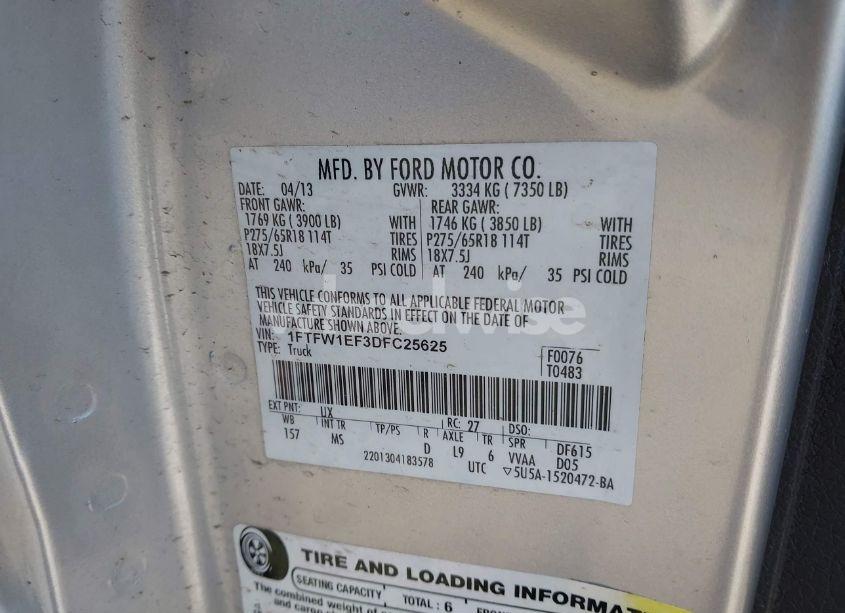 MFD. BY FORD MOTOR CO.
DATE: 04/13 GVWR: 3334 KG ( 7350 LB)
FRONT GAWR: REAR GAWR:
1769 KG ( 3900 LB) WITH 1746 KG ( 3850 LB) WITH
P275/65R18 114T TIRES P275/65R18 114T TIRES
18X7.5J RIMS 18X7.5J RIMS
AT 240 kPa/ 35 PSI COLD AT 240 kPa/ 35 PSI COLD
THIS VEHICLE CONFORMS TO ALL APPLICABLE FEDERAL MOTOR
VEHICLE SAFETY STANDARDS IN EFFECT ON THE DATE OF
MANUFACTURE SHOWN ABOVE.
VIN: 1FTFW1EF3DFC25625
TYPE: Truck
F0076
T0483
EXT PNT: UX RC: 27 DSO:
WB INT TR TP/PS R AXLE TR SPR DF615
157 MS D L9 6 VVAA D05
2201304183578 UTC ▽5U5A-1520472-BA
TIRE AND LOADING INFORMATI
SEATING CAPACITY TOTAL : 6
The combined weight of